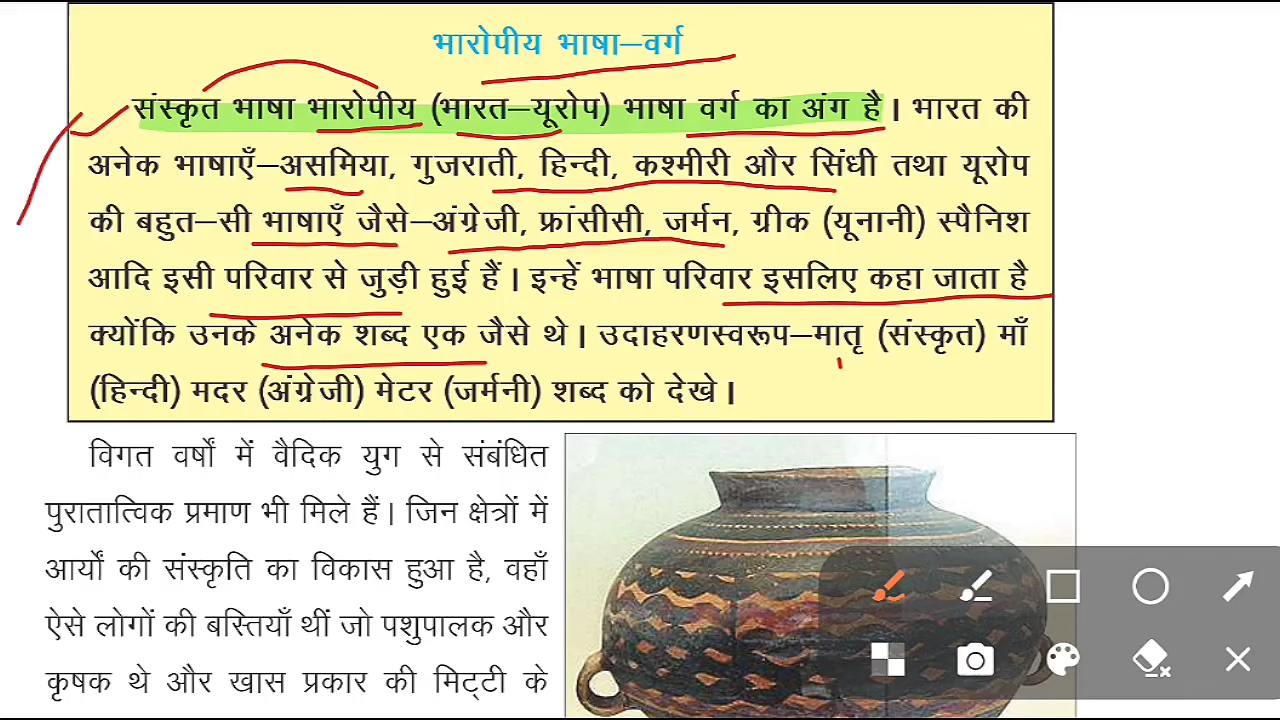 भारोपीय भाषा–वर्ग
संस्कृत भाषा भारोपीय (भारत–यूरोप) भाषा वर्ग का अंग है। भारत की
अनेक भाषाएँ–असमिया, गुजराती, हिन्दी, कश्मीरी और सिंधी तथा यूरोप
की बहुत–सी भाषाएँ जैसे–अंग्रेजी, फ्रांसीसी, जर्मन, ग्रीक (यूनानी) स्पैनिश
आदि इसी परिवार से जुड़ी हुई हैं। इन्हें भाषा परिवार इसलिए कहा जाता है
क्योंकि उनके अनेक शब्द एक जैसे थे। उदाहरणस्वरूप–मातृ (संस्कृत) माँ
(हिन्दी) मदर (अंग्रेजी) मेटर (जर्मनी) शब्द को देखे।
विगत वर्षों में वैदिक युग से संबंधित
पुरातात्विक प्रमाण भी मिले हैं। जिन क्षेत्रों में
आर्यों की संस्कृति का विकास हुआ है, वहाँ
ऐसे लोगों की बस्तियाँ थीं जो पशुपालक और
कृषक थे और खास प्रकार की मिट्टी के